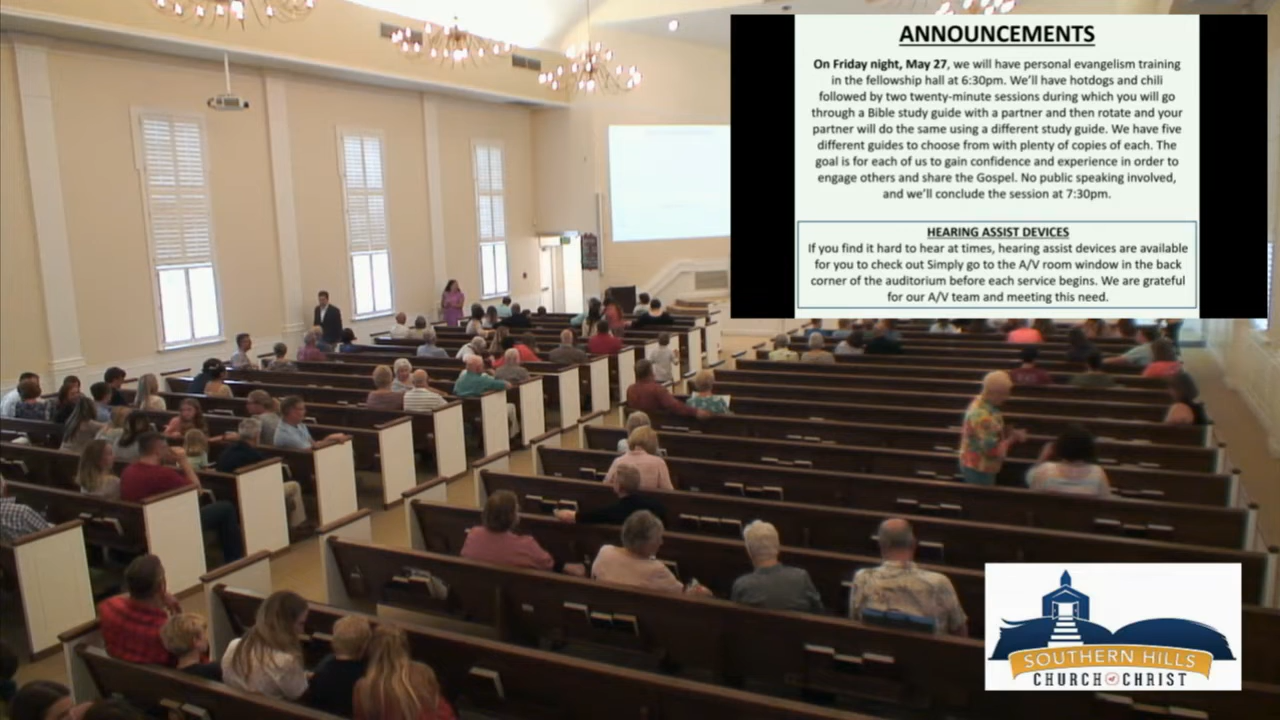 ANNOUNCEMENTS
On Friday night, May 27, we will have personal evangelism training
in the fellowship hall at 6:30pm. We'll have hotdogs and chili
followed by two twenty-minute sessions during which you will go
through a Bible study guide with a partner and then rotate and your
partner will do the same using a different study guide. We have five
different guides to choose from with plenty of copies of each. The
goal is for each of us to gain confidence and experience in order to
engage others and share the Gospel. No public speaking involved,
and we'll conclude the session at 7:30pm.
HEARING ASSIST DEVICES
If you find it hard to hear at times, hearing assist devices are available
for you to check out Simply go to the A/V room window in the back
corner of the auditorium before each service begins. We are grateful
for our A/V team and meeting this need.
SOUTHERN HILLS
CHURCH OF CHRIST